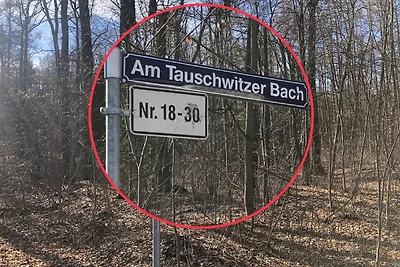 Am Tauschwitzer Bach
Nr. 18-30